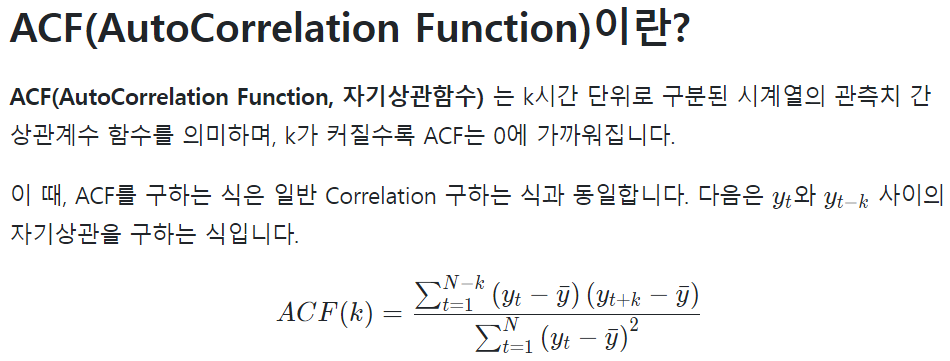 ACF(AutoCorrelation Function)이란?
ACF(AutoCorrelation Function, 자기상관함수) 는 k시간 단위로 구분된 시계열의 관측치 간
상관계수 함수를 의미하며, k가 커질수록 ACF는 0에 가까워집니다.
이 때, ACF를 구하는 식은 일반 Correlation 구하는 식과 동일합니다. 다음은 $y_t$와 $y_{t-k}$ 사이의
자기상관을 구하는 식입니다.
$ACF(k) = \frac{\sum_{t=1}^{N-k} (y_t - \bar{y}) (y_{t+k} - \bar{y})}{\sum_{t=1}^{N} (y_t - \bar{y})^2}$